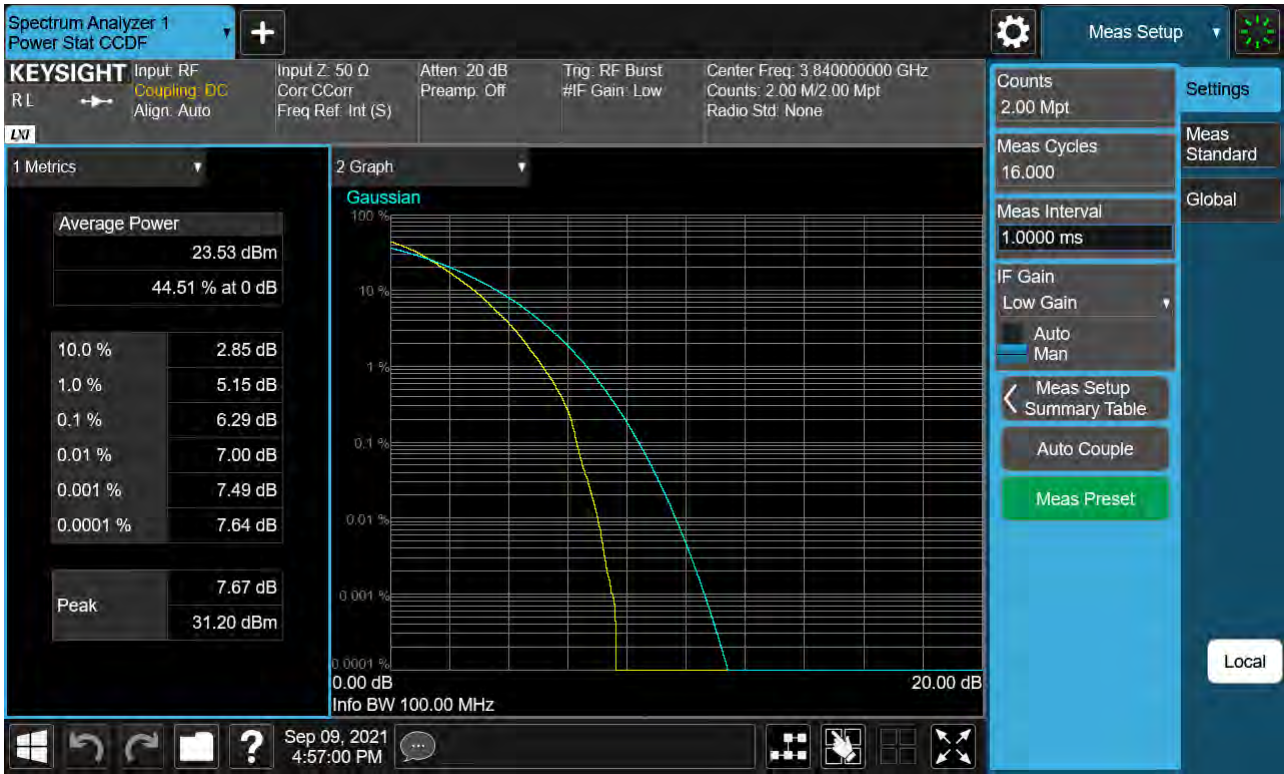 Spectrum Analyzer 1
Power Stat CCDF
+
Meas Setup
KEYSIGHT
RL
LXI
Input: RF
Coupling: DC
Align: Auto
Input Z: 50 Ω
Corr CCorr
Freq Ref: Int (S)
Atten: 20 dB
Preamp: Off
Trig: RF Burst
#IF Gain: Low
Center Freq: 3.840000000 GHz
Counts: 2.00 M/2.00 Mpt
Radio Std: None
1 Metrics
Average Power
23.53 dBm
44.51 % at 0 dB
10.0 % 2.85 dB
1.0 % 5.15 dB
0.1 % 6.29 dB
0.01 % 7.00 dB
0.001 % 7.49 dB
0.0001 % 7.64 dB
Peak
7.67 dB
31.20 dBm
2 Graph
Gaussian
100 %
10 %
1 %
0.1 %
0.01 %
0.001 %
0.0001 %
0.00 dB 20.00 dB
Info BW 100.00 MHz
Counts
2.00 Mpt
Meas Cycles
16.000
Meas Interval
1.0000 ms
IF Gain
Low Gain
Auto
Man
Meas Setup
Summary Table
Auto Couple
Meas Preset
Settings
Meas
Standard
Global
Local
?
Sep 09, 2021
4:57:00 PM